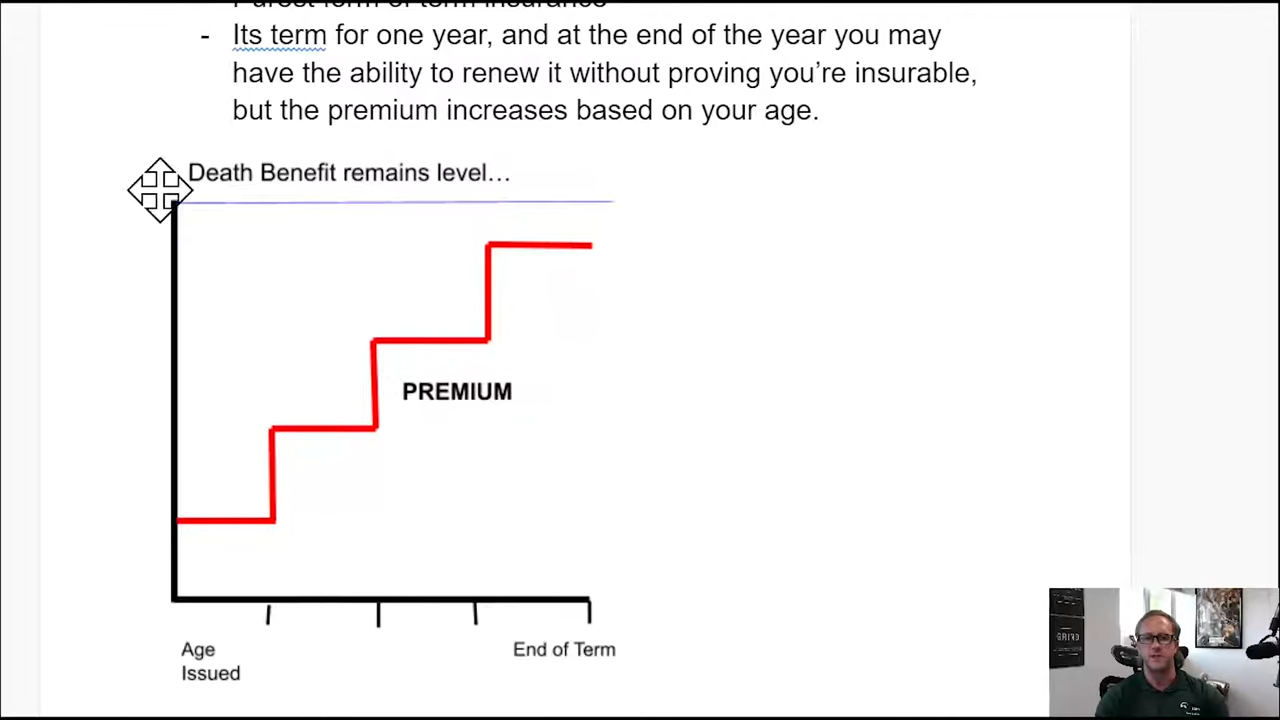 Purest form of term insurance
- Its term for one year, and at the end of the year you may
have the ability to renew it without proving you're insurable,
but the premium increases based on your age.
Death Benefit remains level…
PREMIUM
Age
Issued
End of Term
GRIND